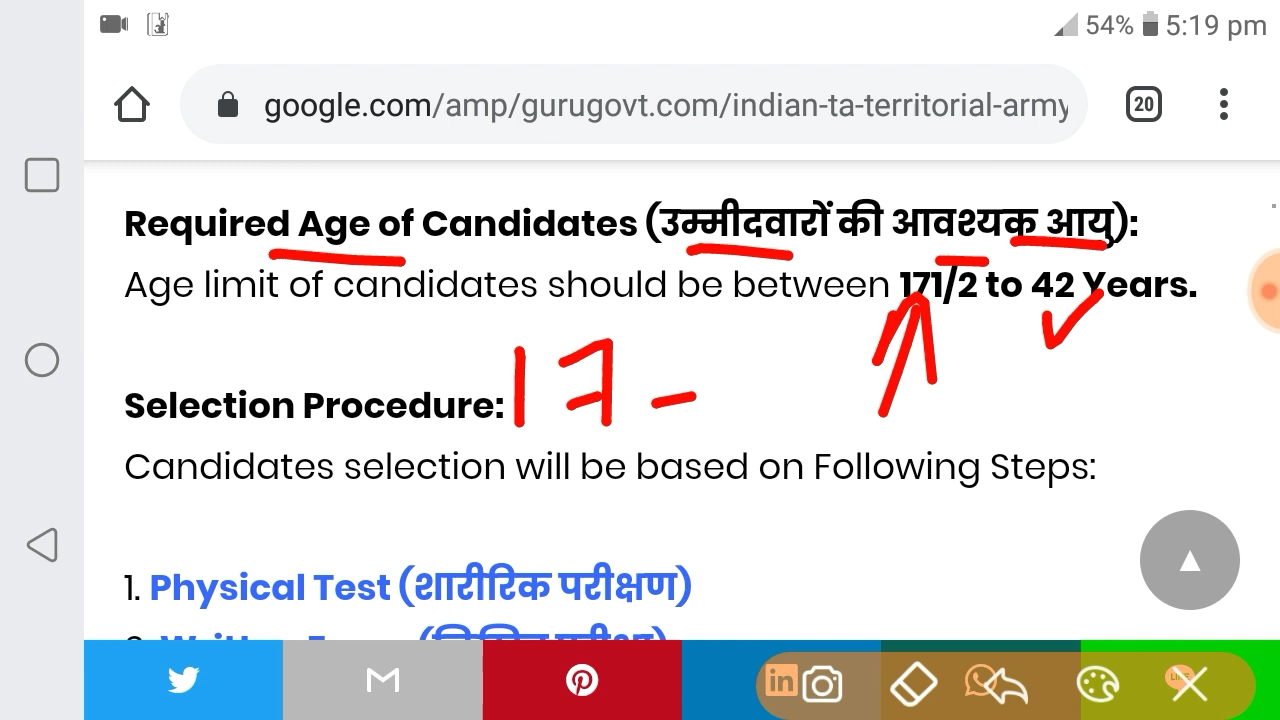 54% 5:19 pm
google.com/amp/gurugovt.com/indian-ta-territorial-army 20
Required Age of Candidates (उम्मीदवारों की आवश्यक आयु):
Age limit of candidates should be between 171/2 to 42 Years.
17-
Selection Procedure:
Candidates selection will be based on Following Steps:
1. Physical Test (शारीरिक परीक्षण)
in LINE